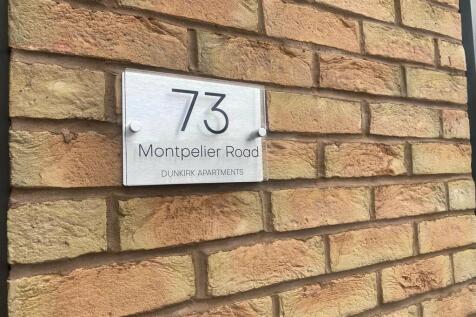 73
Montpelier Road
DUNKIRK APARTMENTS